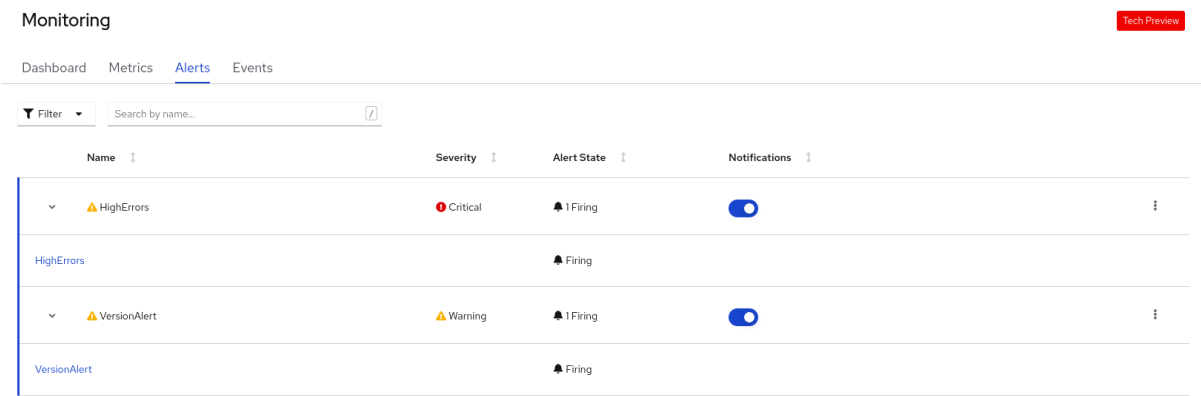 Monitoring
Tech Preview
Dashboard Metrics Alerts Events
Filter Search by name... /
Name Severity Alert State Notifications
HighErrors Critical 1 Firing
HighErrors Firing
VersionAlert Warning 1 Firing
VersionAlert Firing